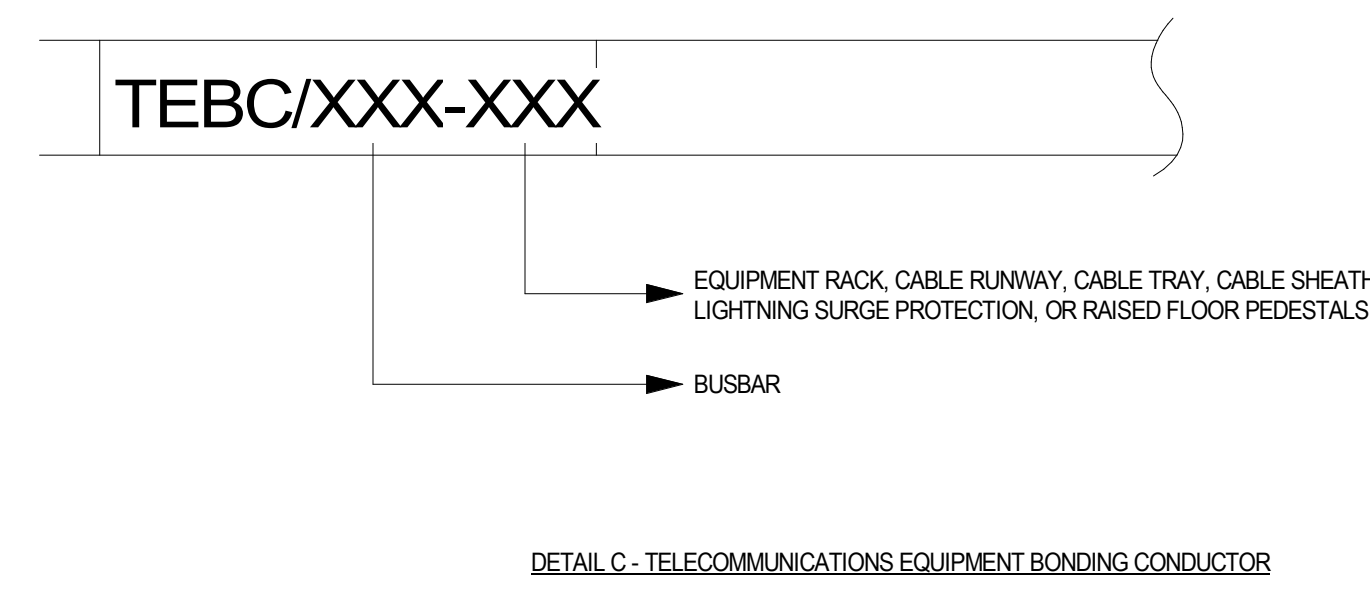 TEBC/XXX-XXX
EQUIPMENT RACK, CABLE RUNWAY, CABLE TRAY, CABLE SHEATH
LIGHTNING SURGE PROTECTION, OR RAISED FLOOR PEDESTALS
BUSBAR
DETAIL C - TELECOMMUNICATIONS EQUIPMENT BONDING CONDUCTOR